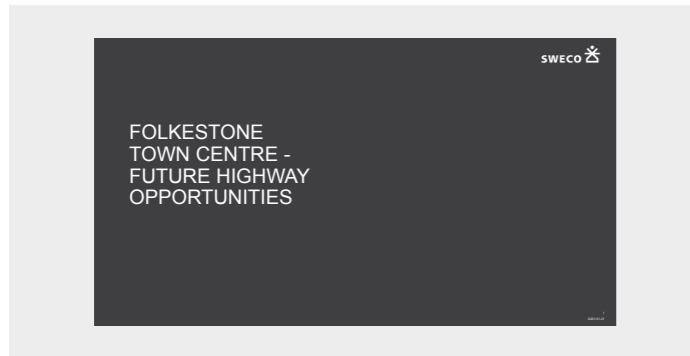 SWECO
FOLKESTONE
TOWN CENTRE -
FUTURE HIGHWAY
OPPORTUNITIES